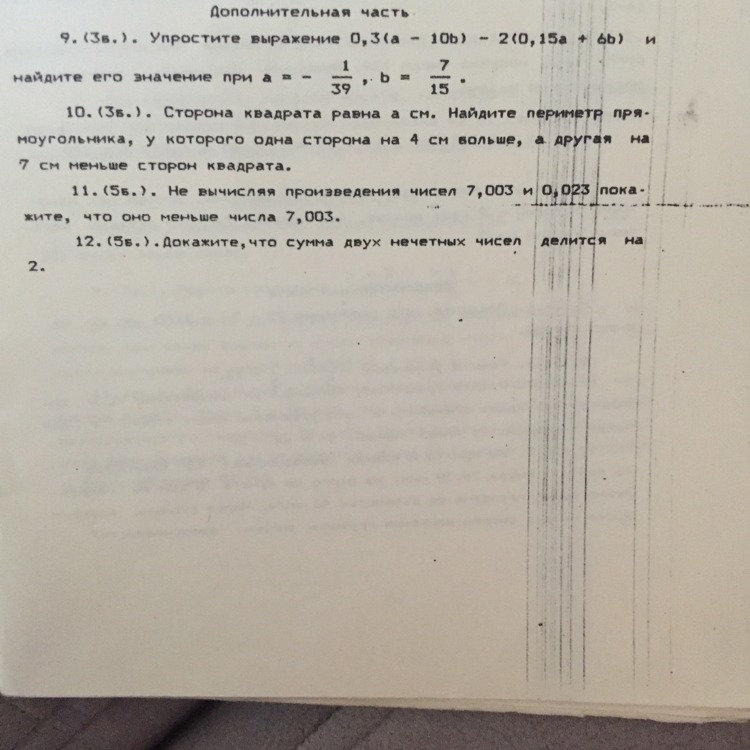 Дополнительная часть
9.(3б.). Упростите выражение 0,3(a - 10b) - 2(0,15a + 6b) и
найдите его значение при a = - 1/39, b = 7/15.
10.(3б.). Сторона квадрата равна а см. Найдите периметр пря-
моугольника, у которого одна сторона на 4 см больше, а другая на
7 см меньше сторон квадрата.
11.(5б.). Не вычисляя произведения чисел 7,003 и 0,023 пока-
жите, что оно меньше числа 7,003.
12.(5б.).Докажите,что сумма двух нечетных чисел делится на
2.